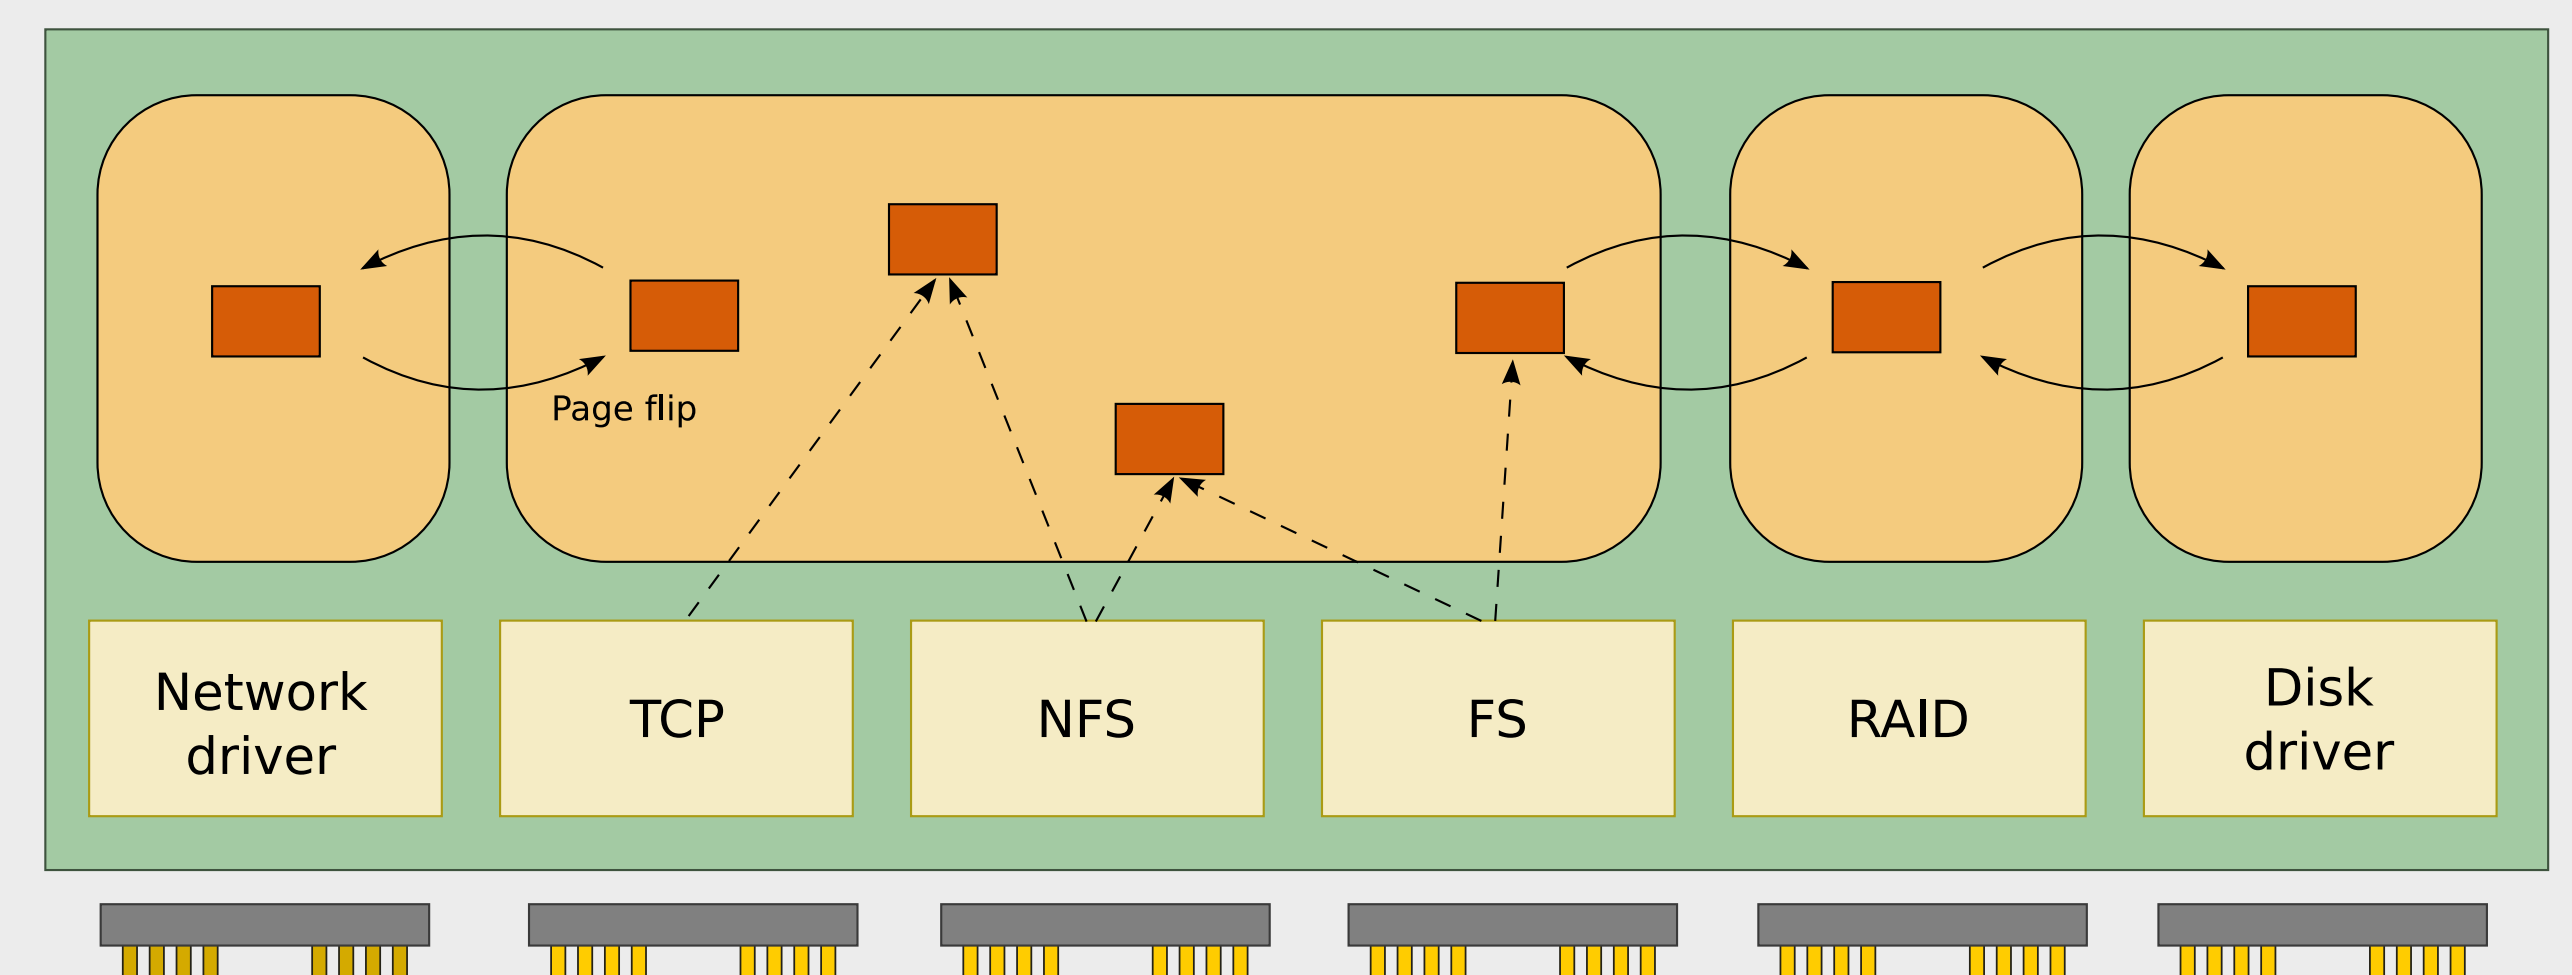 Page flip
Network
driver
TCP
NFS
FS
RAID
Disk
driver